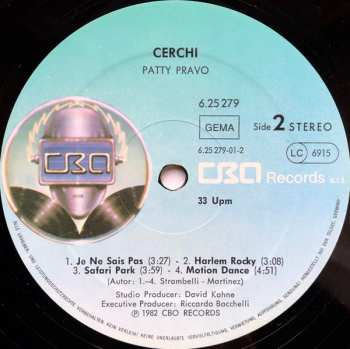 CERCHI
PATTY PRAVO
6.25 279
GEMA
Side 2 STEREO
6.25 279-01-2
LC 6915
CBO
CBO Records s.r.l.
33 Upm
1. Je Ne Sais Pas (3:27) - 2. Harlem Rocky (3:08)
3. Safari Park (3:59) - 4. Motion Dance (4:51)
(Autor: 1.-4. Strambelli - Martinez)
Studio Producer: David Kahne
Executive Producer: Riccardo Bacchelli
℗ 1982 CBO RECORDS